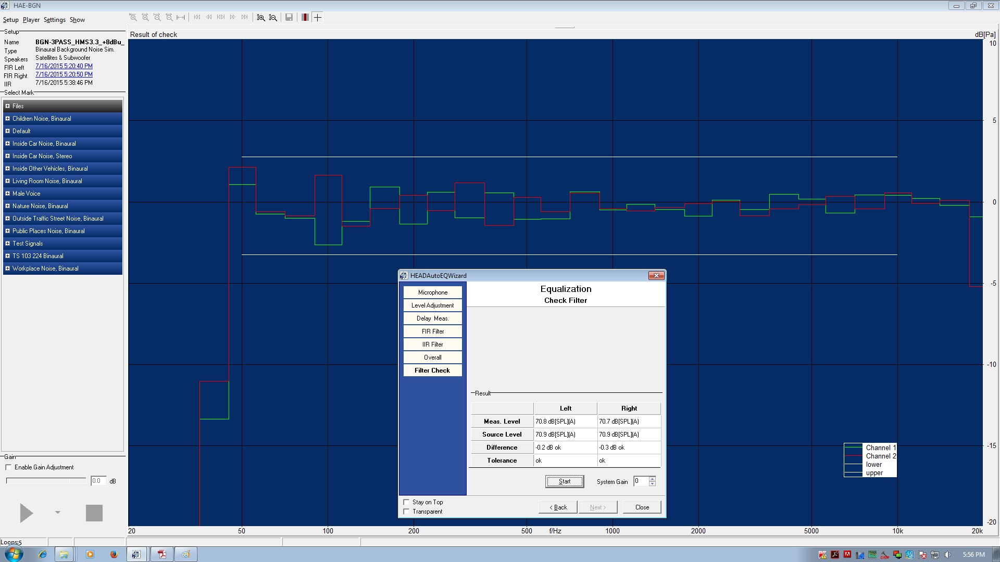 HAE-BGN
Setup Player Settings Show
Setup
Name BGN-3PASS_HMS3.3_+8dBu_
Type Binaural Background Noise Sim.
Speakers Satellites & Subwoofer
FIR Left 7/16/2015 5:20:40 PM
FIR Right 7/16/2015 5:20:50 PM
IIR 7/16/2015 5:38:46 PM
Select Mark
Files
Children Noise, Binaural
Default
Inside Car Noise, Binaural
Inside Car Noise, Stereo
Inside Other Vehicles, Binaural
Living Room Noise, Binaural
Male Voice
Nature Noise, Binaural
Outside Traffic Street Noise, Binaural
Public Places Noise, Binaural
Test Signals
TS 103 224 Binaural
Workplace Noise, Binaural
Gain
Enable Gain Adjustment
0.0 dB
Loops:5
Result of check
dB[Pa]
10
5
0
-5
-10
-15
-20
20 50 100 200 500 f/Hz 1000 2000 5000 10k 20k
Channel 1
Channel 2
lower
upper
HEADAutoEQWizard
Microphone
Level Adjustment
Delay Meas.
FIR Filter
IIR Filter
Overall
Filter Check
Equalization
Check Filter
Result
Left Right
Meas. Level 70.8 dB[SPL](A) 70.7 dB[SPL](A)
Source Level 70.9 dB[SPL](A) 70.9 dB[SPL](A)
Difference -0.2 dB ok -0.3 dB ok
Tolerance ok ok
Start System Gain 0
Stay on Top
Transparent
< Back Next > Close
5:56 PM